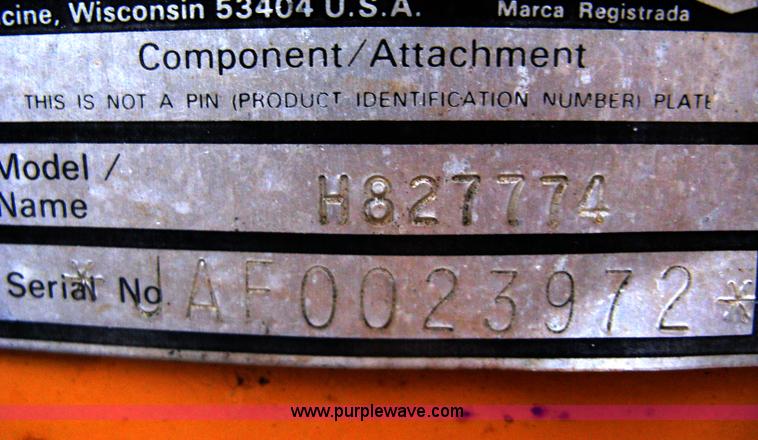 cine, Wisconsin 53404 U.S.A. Marca Registrada
Component/Attachment
THIS IS NOT A PIN (PRODUCT IDENTIFICATION NUMBER) PLATE
Model /
Name H827774
Serial No *JAF0023972*
www.purplewave.com